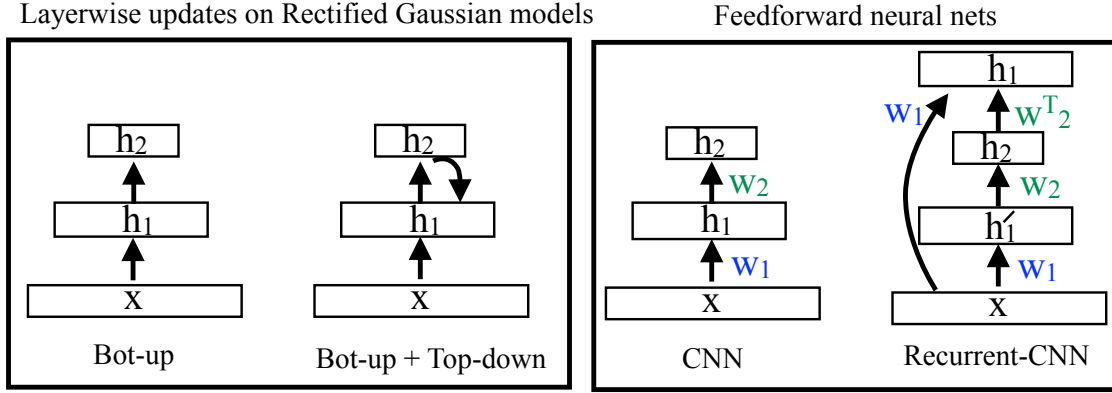 Layerwise updates on Rectified Gaussian models
h₂
h₁
x
Bot-up
h₂
h₁
x
Bot-up + Top-down
Feedforward neural nets
h₂
w₂
h₁
w₁
x
CNN
h₁
w₁
wᵀ₂
h₂
w₂
h′₁
w₁
x
Recurrent-CNN